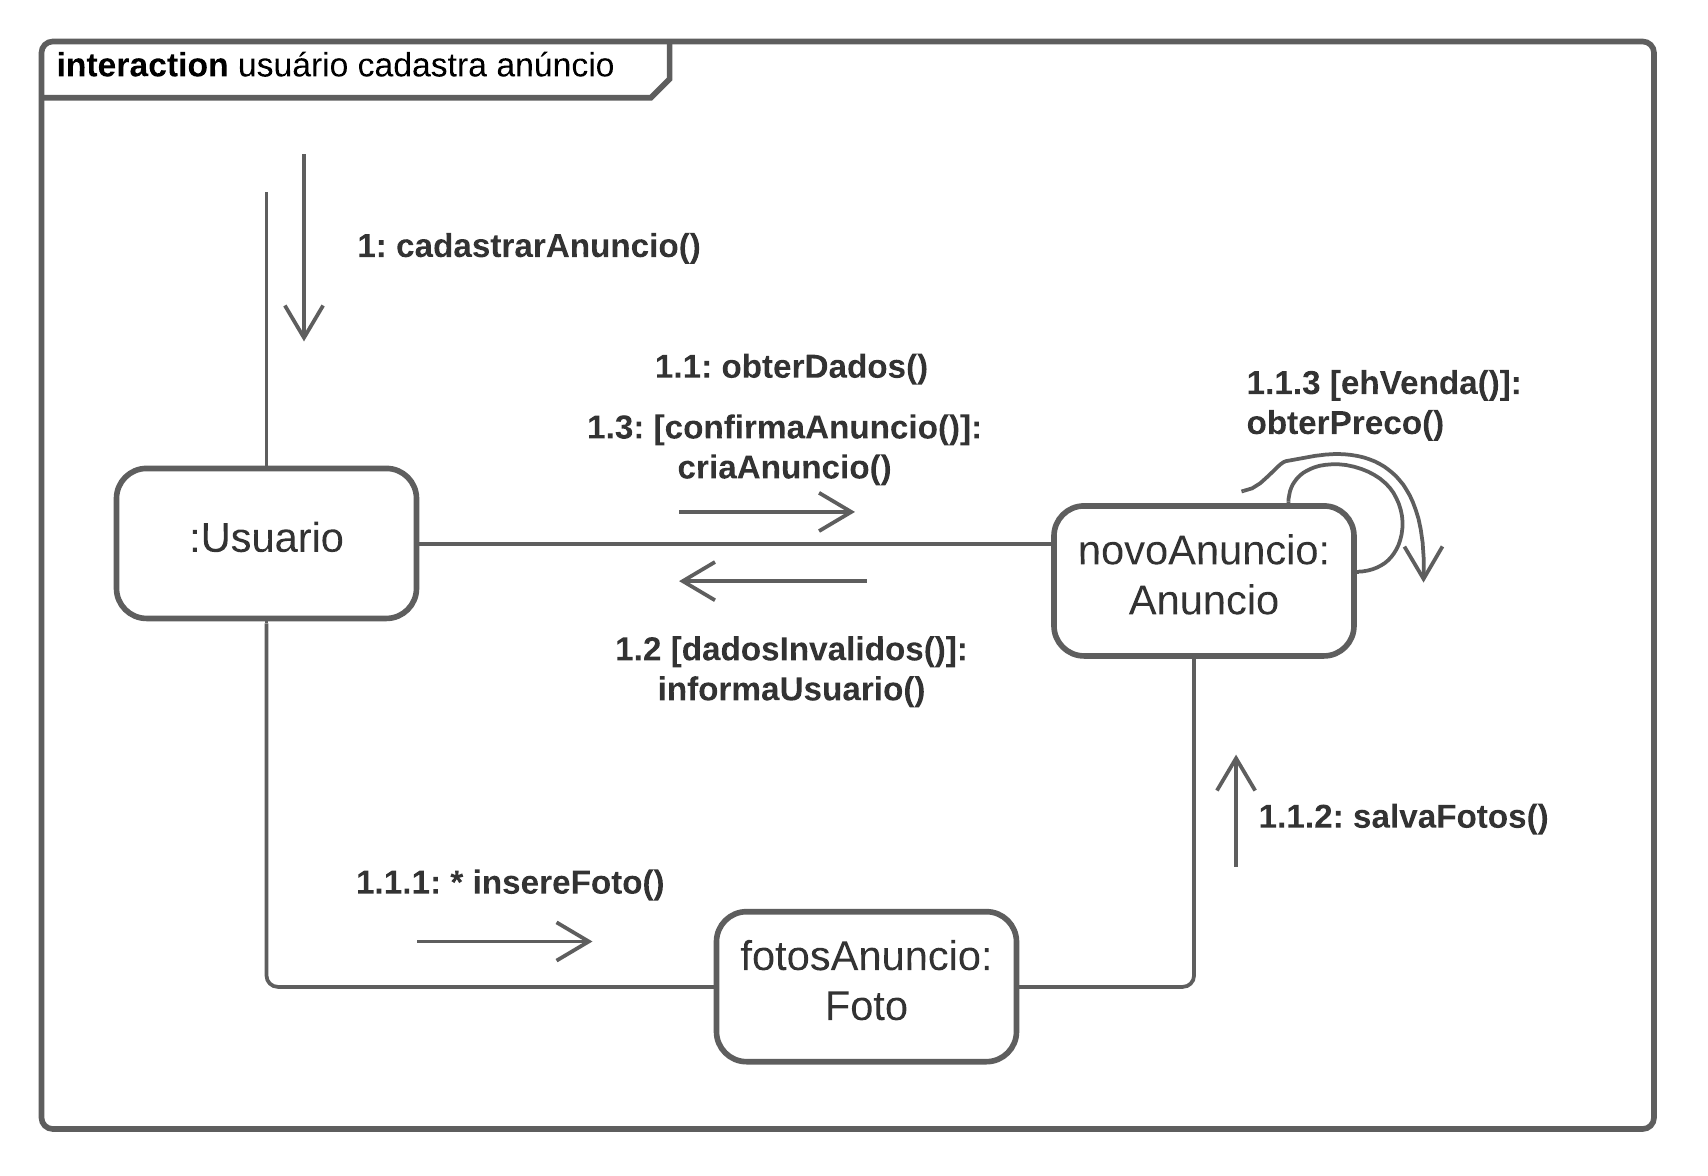 interaction usuário cadastra anúncio
1: cadastrarAnuncio()
1.1: obterDados()
1.3: [confirmaAnuncio()]:
criaAnuncio()
1.1.3 [ehVenda()]:
obterPreco()
:Usuario
novoAnuncio:
Anuncio
1.2 [dadosInvalidos()]:
informaUsuario()
1.1.2: salvaFotos()
1.1.1: * insereFoto()
fotosAnuncio:
Foto